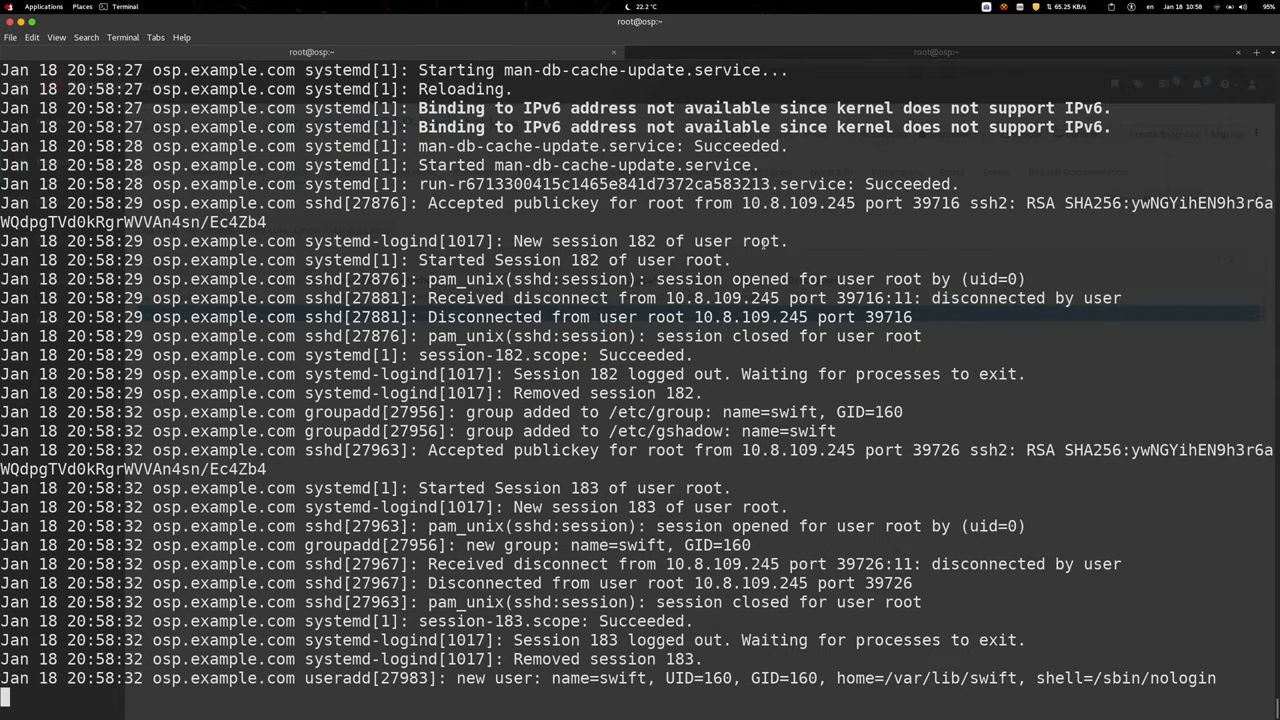 Applications Places Terminal 22.2 °C 65.25 KB/s en Jan 18 10:58 95%
root@osp:~
File Edit View Search Terminal Tabs Help
root@osp:~ × root@osp:~ ×
Jan 18 20:58:27 osp.example.com systemd[1]: Starting man-db-cache-update.service...
Jan 18 20:58:27 osp.example.com systemd[1]: Reloading.
Jan 18 20:58:27 osp.example.com systemd[1]: Binding to IPv6 address not available since kernel does not support IPv6.
Jan 18 20:58:27 osp.example.com systemd[1]: Binding to IPv6 address not available since kernel does not support IPv6.
Jan 18 20:58:28 osp.example.com systemd[1]: man-db-cache-update.service: Succeeded.
Jan 18 20:58:28 osp.example.com systemd[1]: Started man-db-cache-update.service.
Jan 18 20:58:28 osp.example.com systemd[1]: run-r6713300415c1465e841d7372ca583213.service: Succeeded.
Jan 18 20:58:29 osp.example.com sshd[27876]: Accepted publickey for root from 10.8.109.245 port 39716 ssh2: RSA SHA256:ywNGYihEN9h3r6a
WQdpgTVd0kRgrWVVAn4sn/Ec4Zb4
Jan 18 20:58:29 osp.example.com systemd-logind[1017]: New session 182 of user root.
Jan 18 20:58:29 osp.example.com systemd[1]: Started Session 182 of user root.
Jan 18 20:58:29 osp.example.com sshd[27876]: pam_unix(sshd:session): session opened for user root by (uid=0)
Jan 18 20:58:29 osp.example.com sshd[27881]: Received disconnect from 10.8.109.245 port 39716:11: disconnected by user
Jan 18 20:58:29 osp.example.com sshd[27881]: Disconnected from user root 10.8.109.245 port 39716
Jan 18 20:58:29 osp.example.com sshd[27876]: pam_unix(sshd:session): session closed for user root
Jan 18 20:58:29 osp.example.com systemd[1]: session-182.scope: Succeeded.
Jan 18 20:58:29 osp.example.com systemd-logind[1017]: Session 182 logged out. Waiting for processes to exit.
Jan 18 20:58:29 osp.example.com systemd-logind[1017]: Removed session 182.
Jan 18 20:58:32 osp.example.com groupadd[27956]: group added to /etc/group: name=swift, GID=160
Jan 18 20:58:32 osp.example.com groupadd[27956]: group added to /etc/gshadow: name=swift
Jan 18 20:58:32 osp.example.com sshd[27963]: Accepted publickey for root from 10.8.109.245 port 39726 ssh2: RSA SHA256:ywNGYihEN9h3r6a
WQdpgTVd0kRgrWVVAn4sn/Ec4Zb4
Jan 18 20:58:32 osp.example.com systemd[1]: Started Session 183 of user root.
Jan 18 20:58:32 osp.example.com systemd-logind[1017]: New session 183 of user root.
Jan 18 20:58:32 osp.example.com sshd[27963]: pam_unix(sshd:session): session opened for user root by (uid=0)
Jan 18 20:58:32 osp.example.com groupadd[27956]: new group: name=swift, GID=160
Jan 18 20:58:32 osp.example.com sshd[27967]: Received disconnect from 10.8.109.245 port 39726:11: disconnected by user
Jan 18 20:58:32 osp.example.com sshd[27967]: Disconnected from user root 10.8.109.245 port 39726
Jan 18 20:58:32 osp.example.com sshd[27963]: pam_unix(sshd:session): session closed for user root
Jan 18 20:58:32 osp.example.com systemd[1]: session-183.scope: Succeeded.
Jan 18 20:58:32 osp.example.com systemd-logind[1017]: Session 183 logged out. Waiting for processes to exit.
Jan 18 20:58:32 osp.example.com systemd-logind[1017]: Removed session 183.
Jan 18 20:58:32 osp.example.com useradd[27983]: new user: name=swift, UID=160, GID=160, home=/var/lib/swift, shell=/sbin/nologin